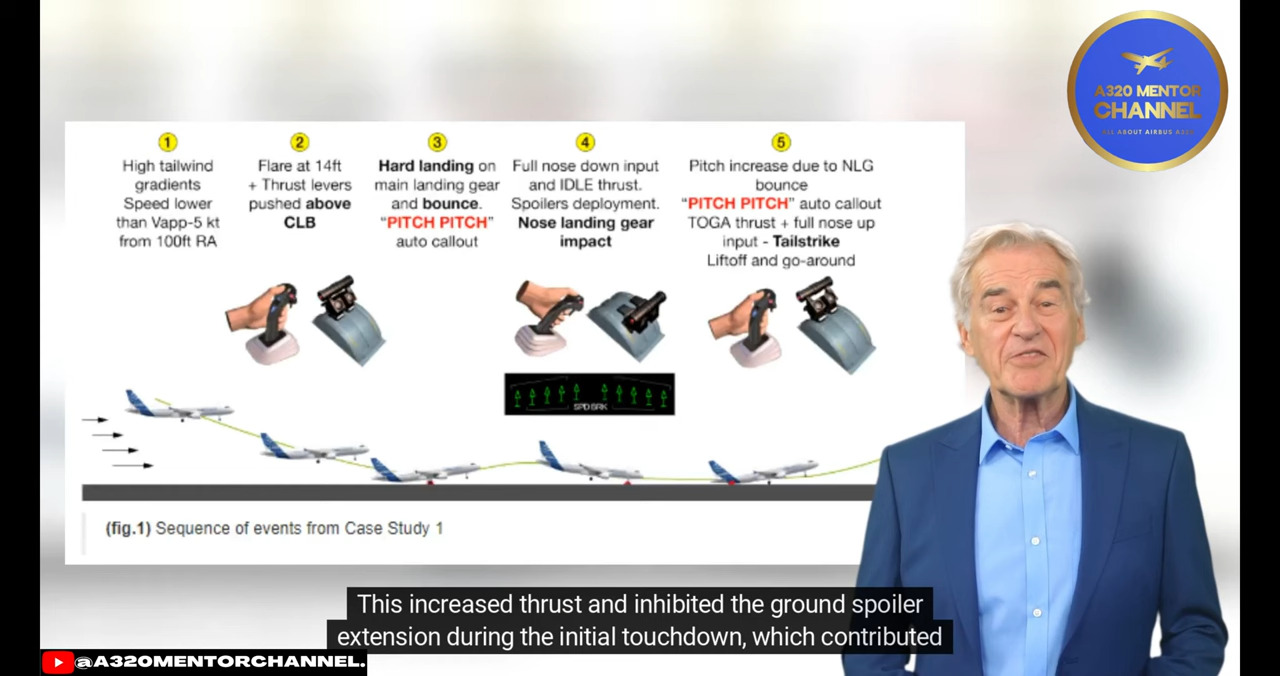 A320 MENTOR
CHANNEL
ALL ABOUT AIRBUS A320
1
High tailwind
gradients
Speed lower
than Vapp-5 kt
from 100ft RA
2
Flare at 14ft
+ Thrust levers
pushed above
CLB
3
Hard landing on
main landing gear
and bounce.
"PITCH PITCH"
auto callout
4
Full nose down input
and IDLE thrust.
Spoilers deployment.
Nose landing gear
impact
5
Pitch increase due to NLG
bounce
"PITCH PITCH" auto callout
TOGA thrust + full nose up
input - Tailstrike
Liftoff and go-around
SPD BRK
(fig.1) Sequence of events from Case Study 1
This increased thrust and inhibited the ground spoiler
extension during the initial touchdown, which contributed
@A320MENTORCHANNEL.